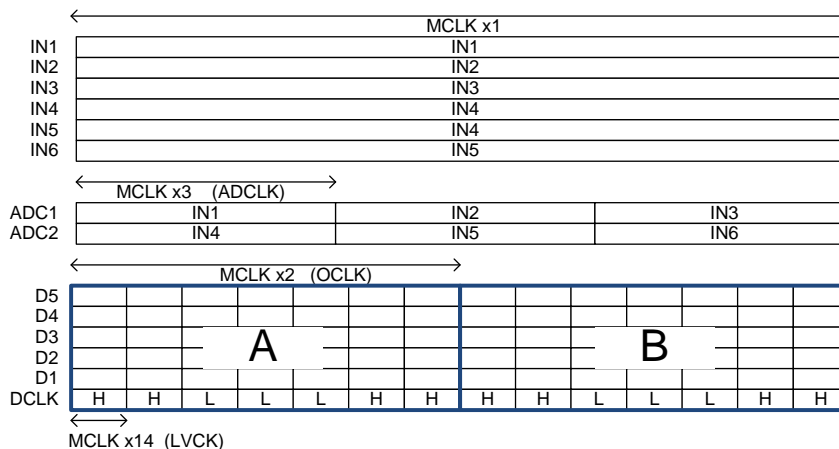 MCLK x1
IN1 IN1
IN2 IN2
IN3 IN3
IN4 IN4
IN5 IN4
IN6 IN5
MCLK x3 (ADCLK)
ADC1 IN1 IN2 IN3
ADC2 IN4 IN5 IN6
MCLK x2 (OCLK)
D5
D4
D3
A B
D2
D1
DCLK H H L L L H H H H L L L H H
MCLK x14 (LVCK)